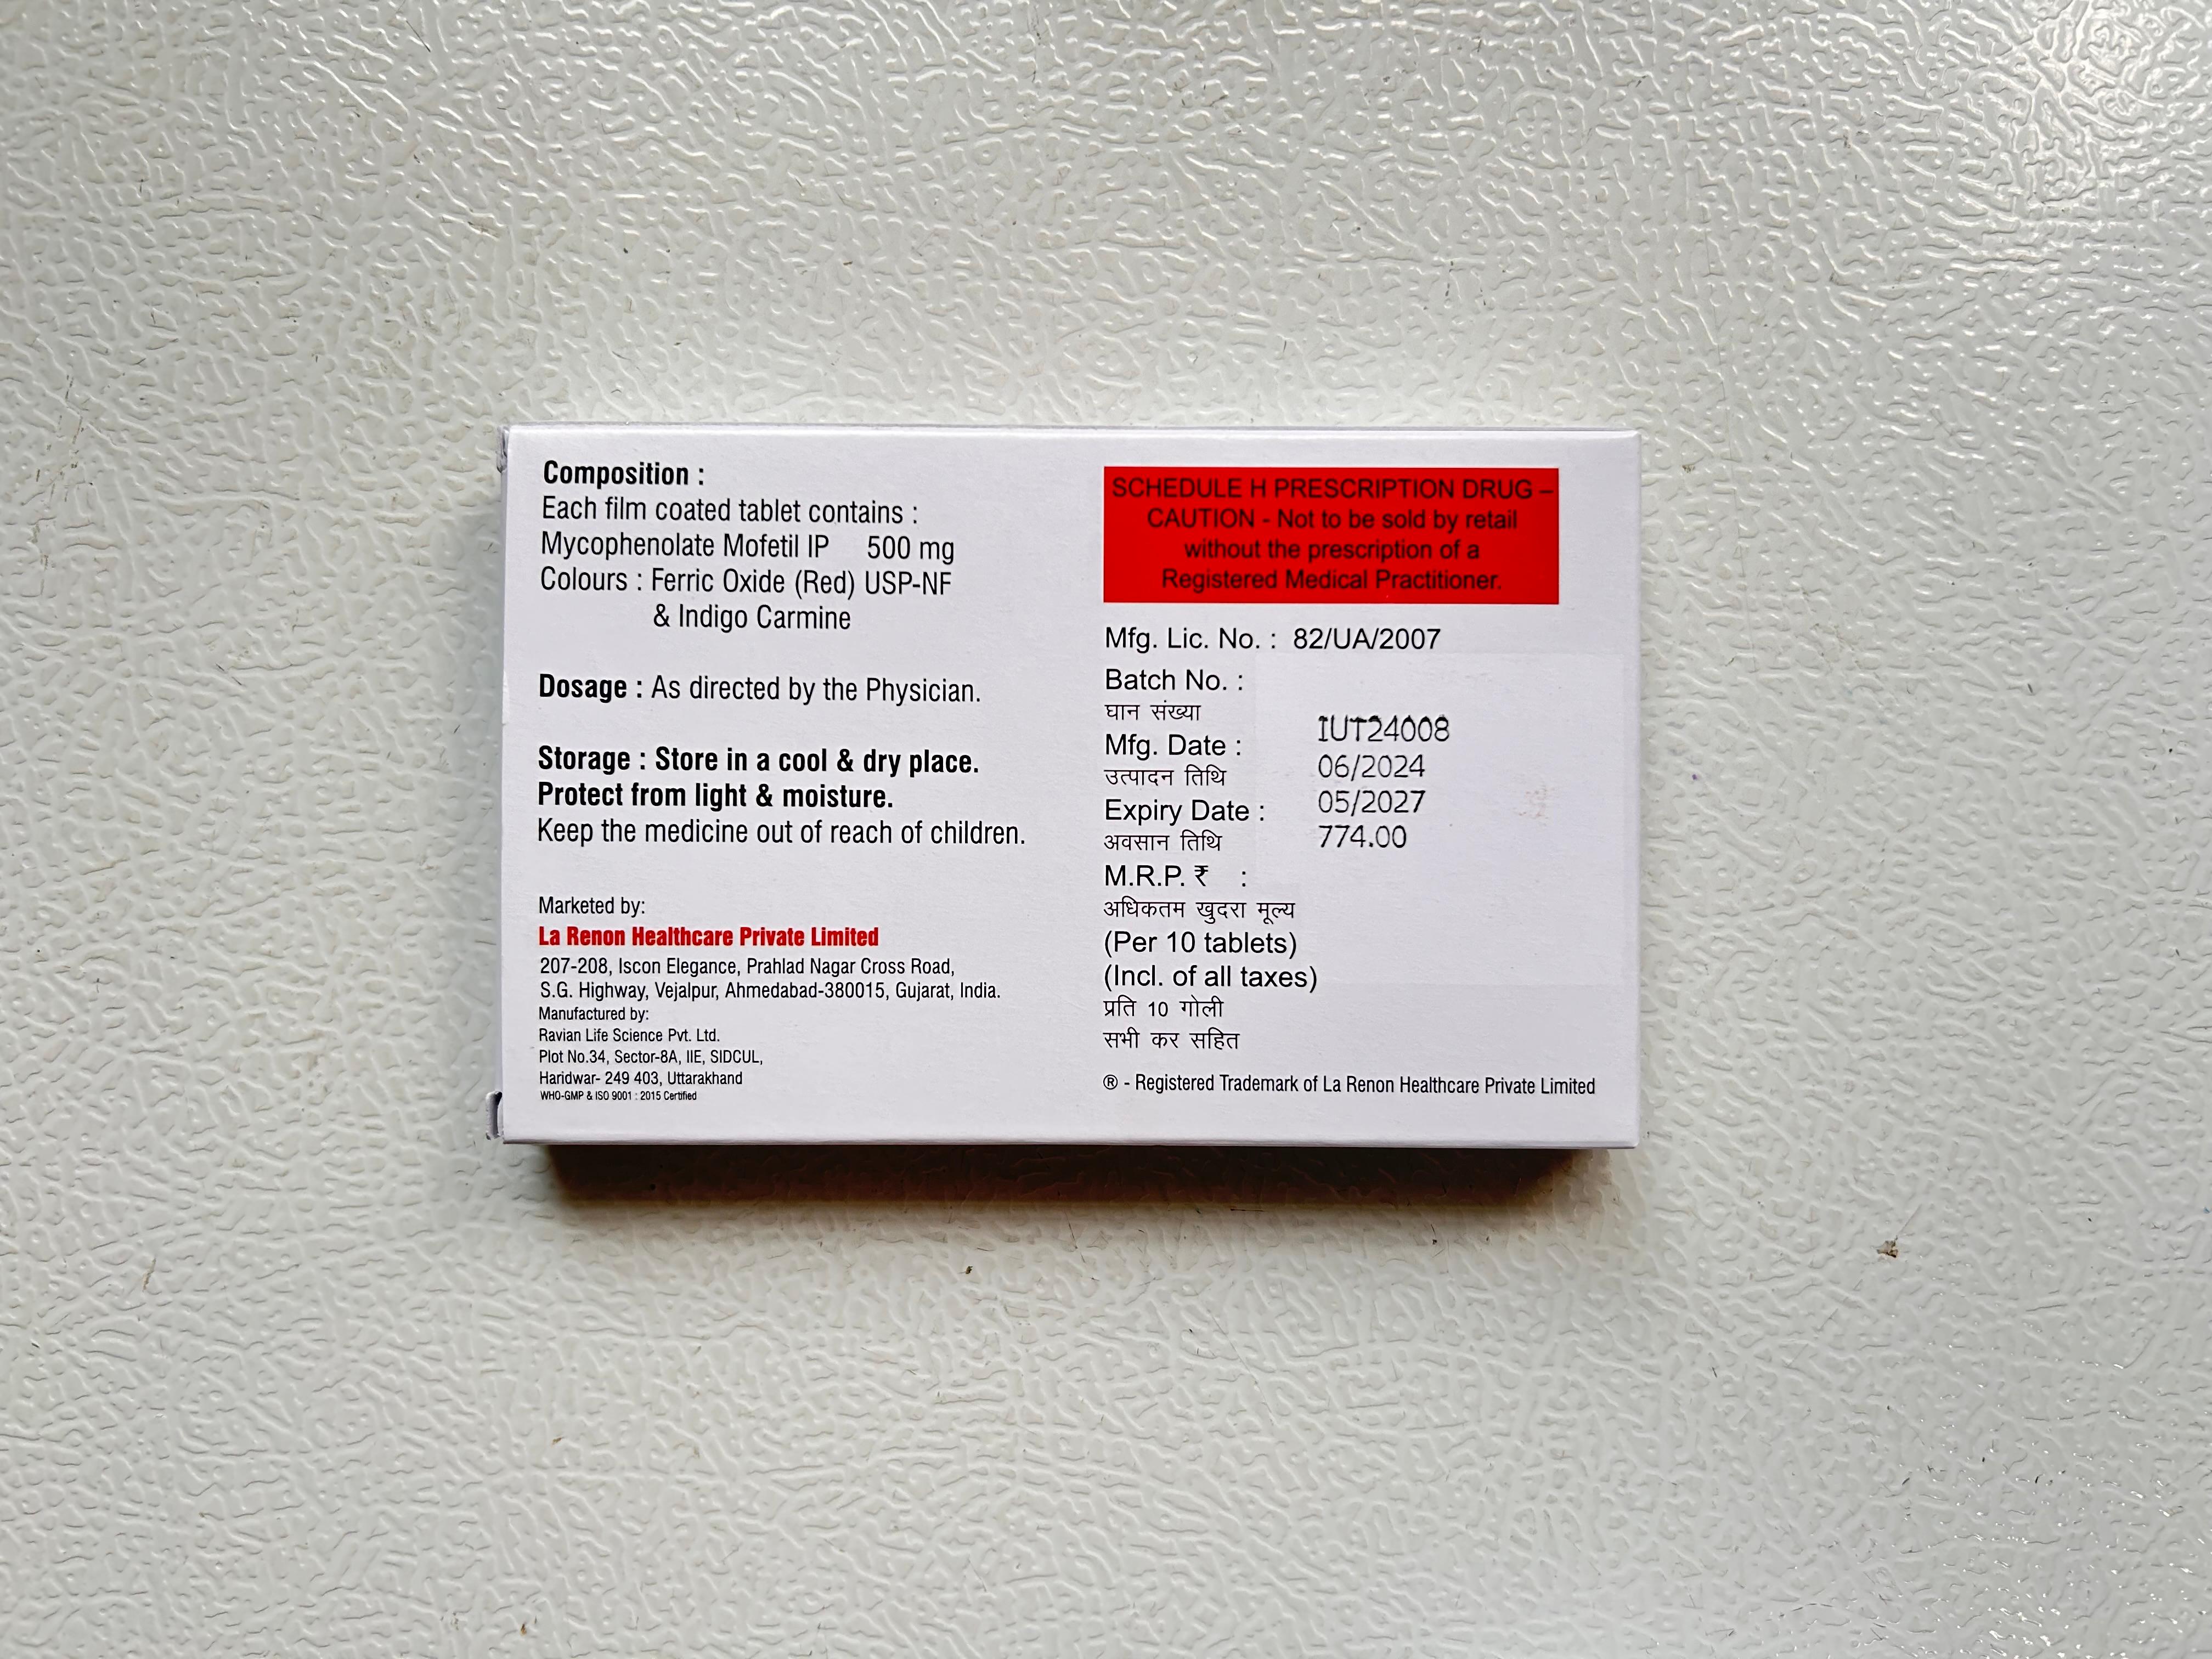 Composition :
Each film coated tablet contains :
Mycophenolate Mofetil IP 500 mg
Colours : Ferric Oxide (Red) USP-NF
& Indigo Carmine
Dosage : As directed by the Physician.
Storage : Store in a cool & dry place.
Protect from light & moisture.
Keep the medicine out of reach of children.
Marketed by:
La Renon Healthcare Private Limited
207-208, Iscon Elegance, Prahlad Nagar Cross Road,
S.G. Highway, Vejalpur, Ahmedabad-380015, Gujarat, India.
Manufactured by:
Ravian Life Science Pvt. Ltd.
Plot No.34, Sector-8A, IIE, SIDCUL,
Haridwar- 249 403, Uttarakhand
WHO-GMP & ISO 9001 : 2015 Certified
SCHEDULE H PRESCRIPTION DRUG –
CAUTION - Not to be sold by retail
without the prescription of a
Registered Medical Practitioner.
Mfg. Lic. No. : 82/UA/2007
Batch No. :
घान संख्या
IUT24008
Mfg. Date :
06/2024
उत्पादन तिथि
05/2027
Expiry Date :
774.00
अवसान तिथि
M.R.P. ₹ :
अधिकतम खुदरा मूल्य
(Per 10 tablets)
(Incl. of all taxes)
प्रति 10 गोली
सभी कर सहित
® - Registered Trademark of La Renon Healthcare Private Limited